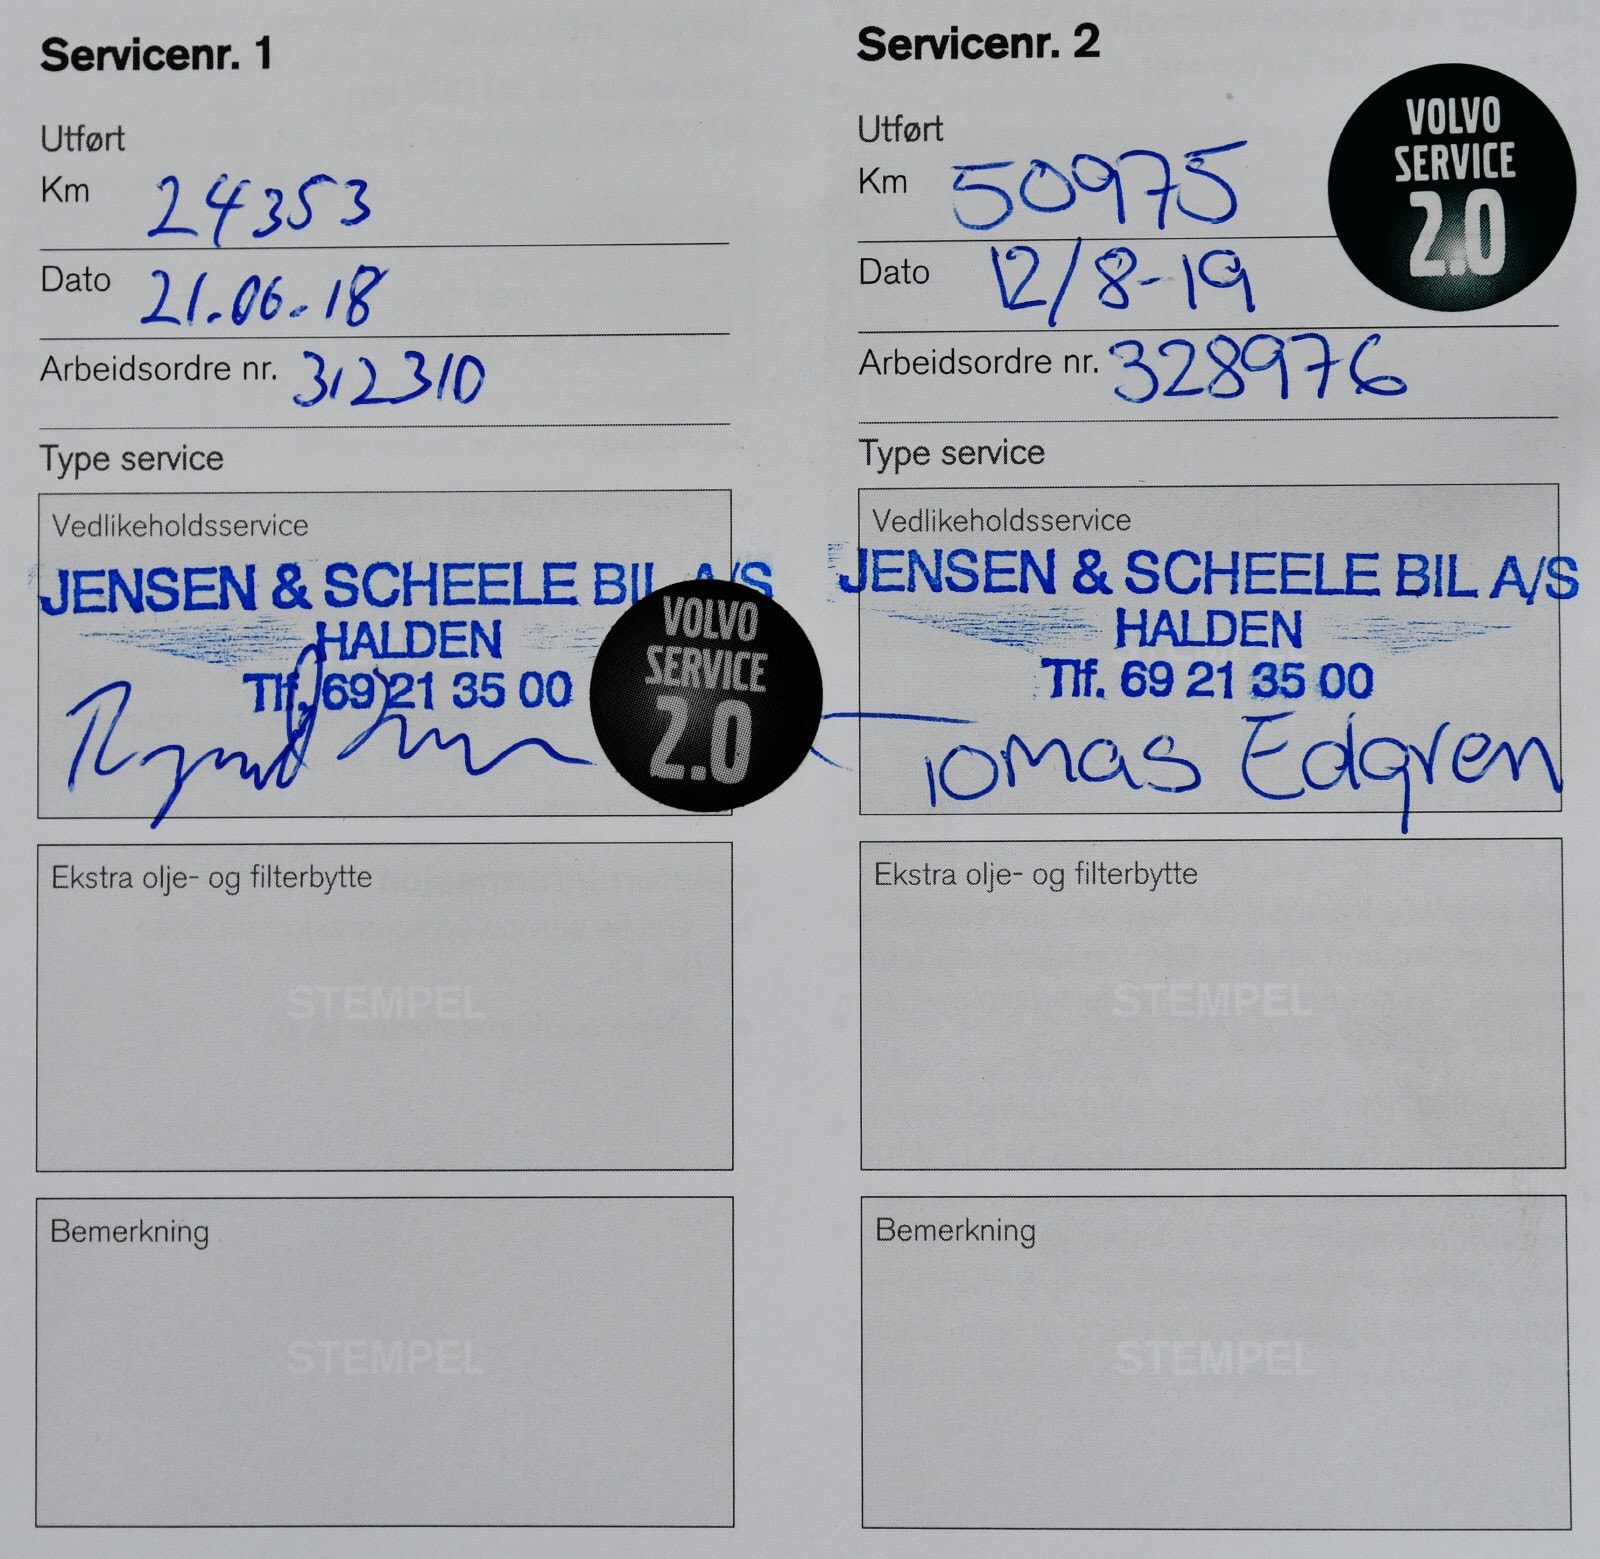 Servicenr. 1
Utført
Km 24353
Dato 21.06.18
Arbeidsordre nr. 312310
Type service
Vedlikeholdsservice
JENSEN & SCHEELE BIL A/S
HALDEN
Tlf. 69 21 35 00
VOLVO
SERVICE
2.0
Ekstra olje- og filterbytte
STEMPEL
Bemerkning
STEMPEL
Servicenr. 2
Utført
Km 50975
Dato 12/8-19
Arbeidsordre nr. 328976
VOLVO
SERVICE
2.0
Type service
Vedlikeholdsservice
JENSEN & SCHEELE BIL A/S
HALDEN
Tlf. 69 21 35 00
Tomas Edgren
Ekstra olje- og filterbytte
STEMPEL
Bemerkning
STEMPEL